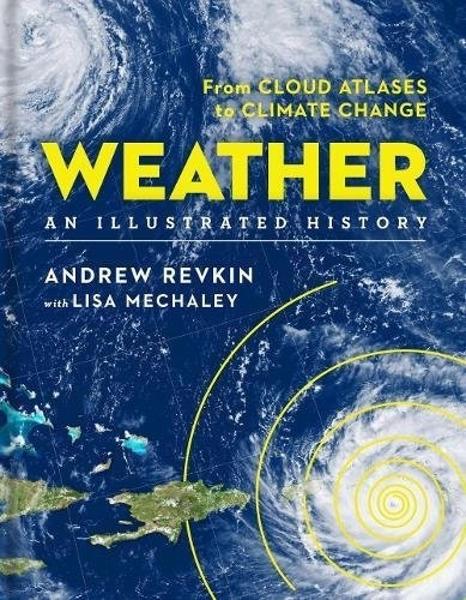 From CLOUD ATLASES
to CLIMATE CHANGE
WEATHER
AN ILLUSTRATED HISTORY
ANDREW REVKIN
with LISA MECHALEY